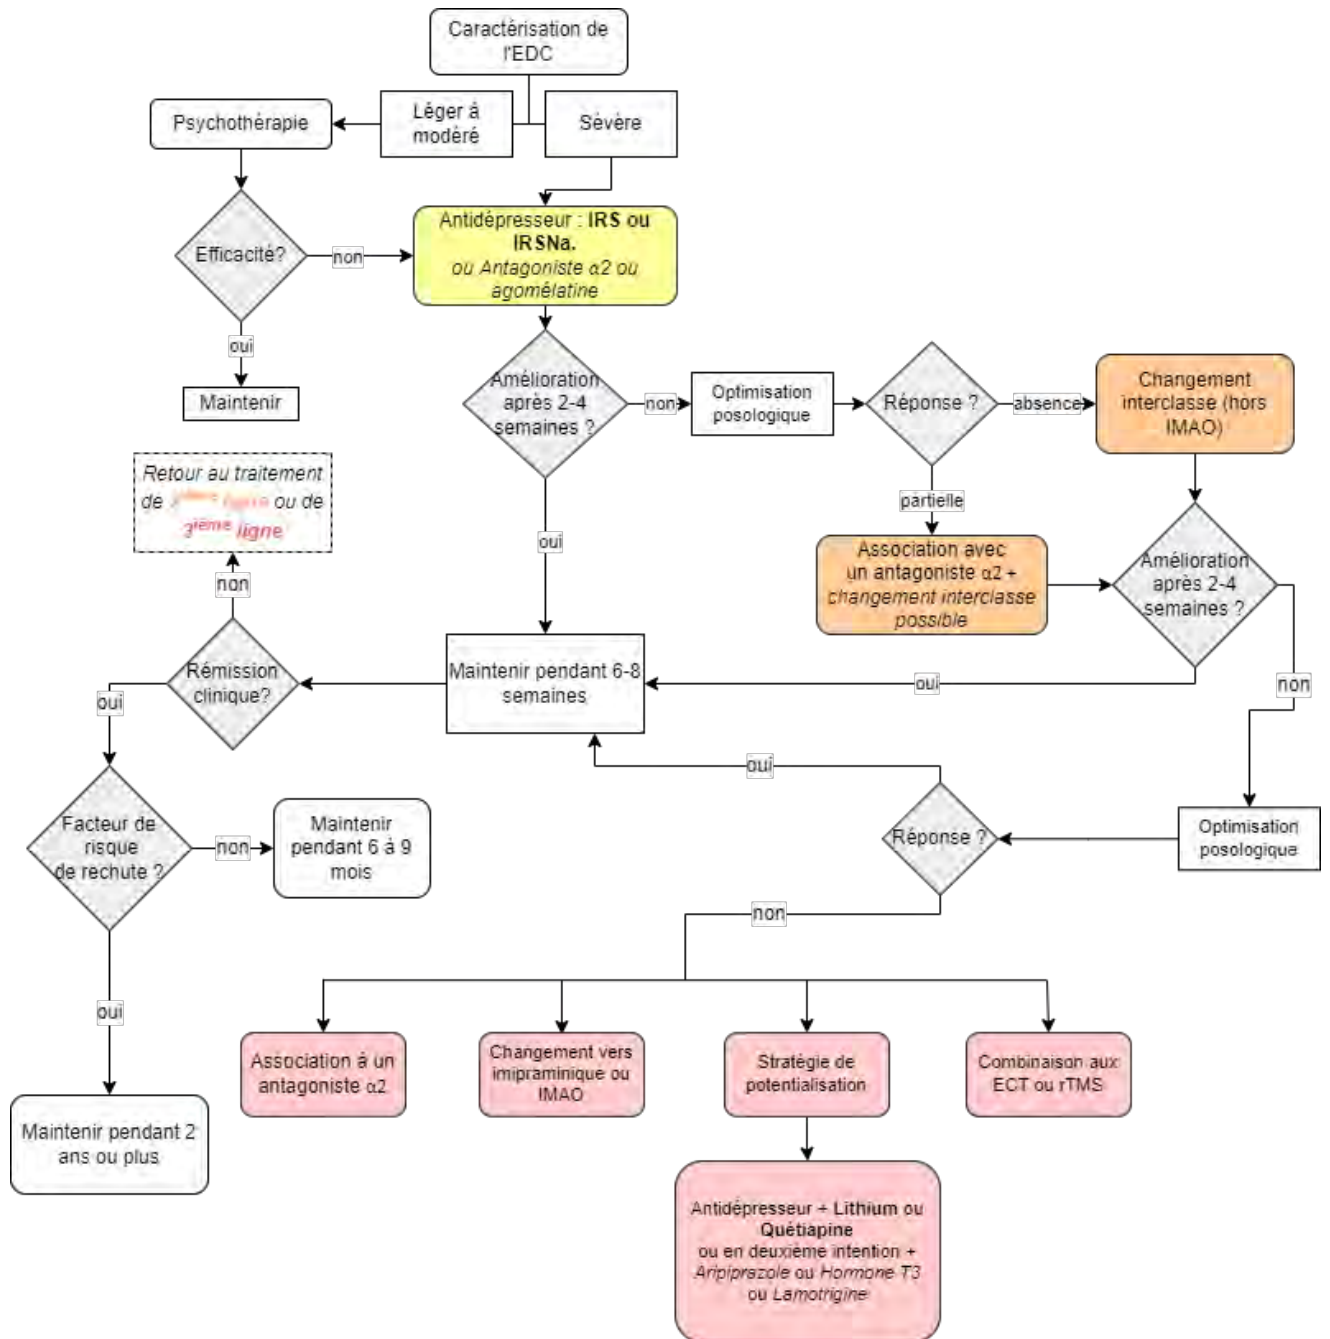 Caractérisation de
l'EDC
Psychothérapie
Léger à
modéré
Sévère
Efficacité?
non
oui
Maintenir
Antidépresseur : IRS ou
IRSNa.
ou Antagoniste α2 ou
agomélatine
Amélioration
après 2-4
semaines ?
non
Optimisation
posologique
Réponse ?
absence
Changement
interclasse (hors
IMAO)
partielle
Association avec
un antagoniste α2 +
changement interclasse
possible
Amélioration
après 2-4
semaines ?
oui
Retour au traitement
de ligne ou de
3ième ligne
non
Rémission
clinique?
Maintenir pendant 6-8
semaines
oui
non
oui
oui
Facteur de
risque
de rechute ?
non
Maintenir
pendant 6 à 9
mois
Réponse ?
Optimisation
posologique
non
oui
Association à un
antagoniste α2
Changement vers
imipraminique ou
IMAO
Stratégie de
potentialisation
Combinaison aux
ECT ou rTMS
Maintenir pendant 2
ans ou plus
Antidépresseur + Lithium ou
Quétiapine
ou en deuxième intention +
Aripiprazole ou Hormone T3
ou Lamotrigine